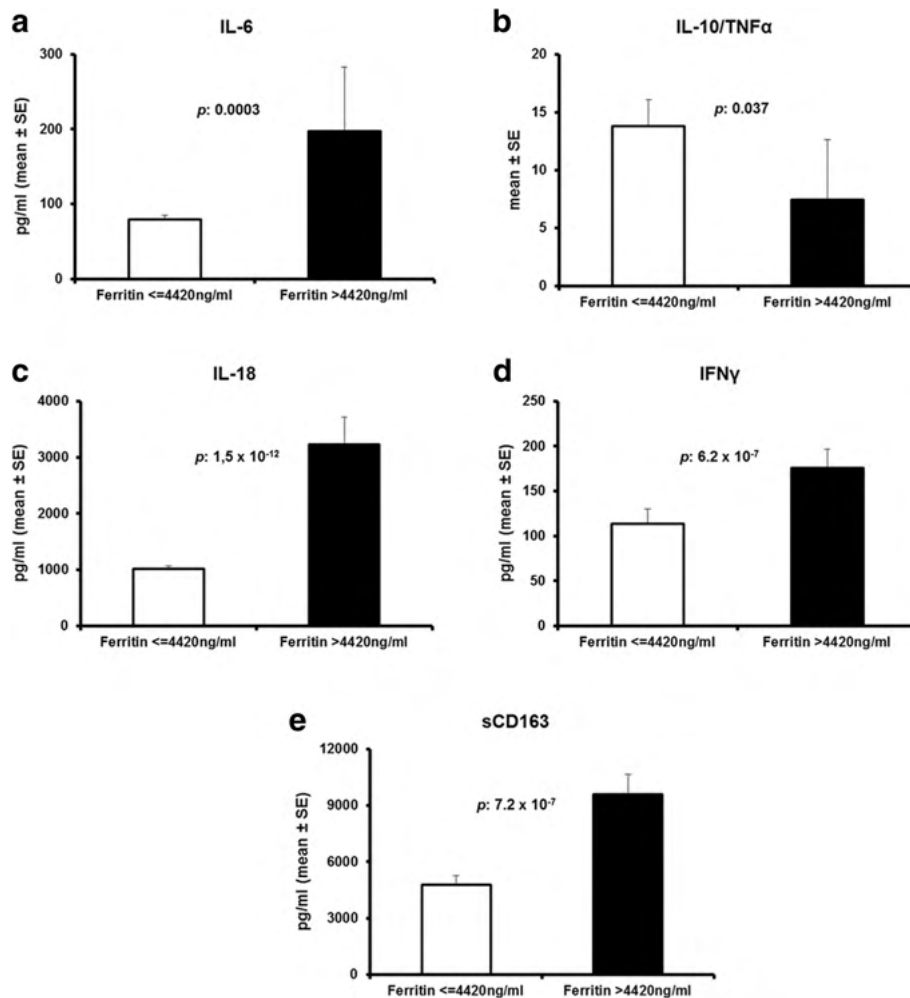 a
IL-6
300
200
100
0
pg/ml (mean ± SE)
p: 0.0003
Ferritin <=4420ng/ml
Ferritin >4420ng/ml
b
IL-10/TNFα
20
15
10
5
0
mean ± SE
p: 0.037
Ferritin <=4420ng/ml
Ferritin >4420ng/ml
c
IL-18
4000
3000
2000
1000
0
pg/ml (mean ± SE)
p: 1,5 x 10⁻¹²
Ferritin <=4420ng/ml
Ferritin >4420ng/ml
d
IFNγ
250
200
150
100
50
0
pg/ml (mean ± SE)
p: 6.2 x 10⁻⁷
Ferritin <=4420ng/ml
Ferritin >4420ng/ml
e
sCD163
12000
9000
6000
3000
0
pg/ml (mean ± SE)
p: 7.2 x 10⁻⁷
Ferritin <=4420ng/ml
Ferritin >4420ng/ml